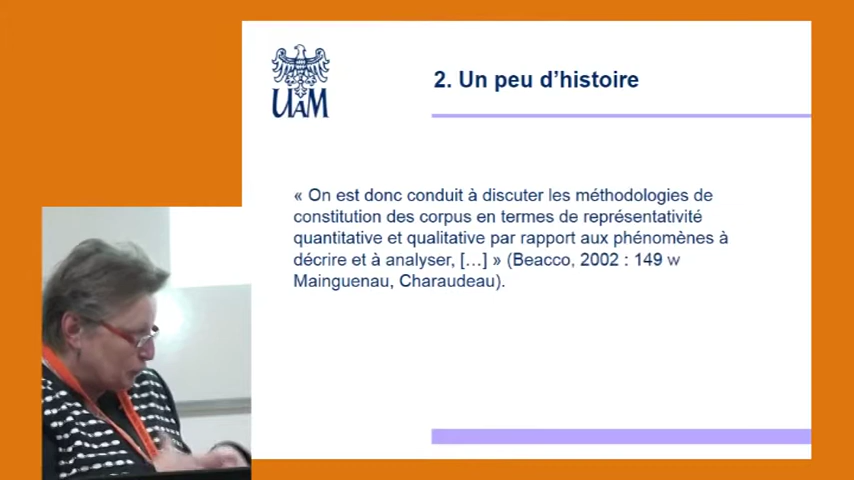 UAM
2. Un peu d’histoire
« On est donc conduit à discuter les méthodologies de
constitution des corpus en termes de représentativité
quantitative et qualitative par rapport aux phénomènes à
décrire et à analyser, […] » (Beacco, 2002 : 149 w
Mainguenau, Charaudeau).